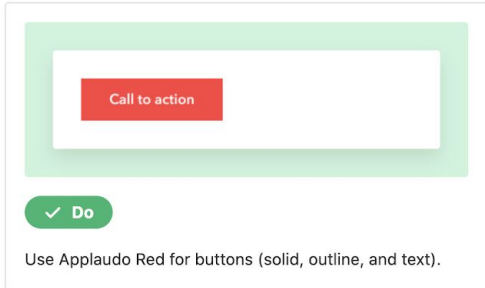 Call to action
Do
Use Applaudo Red for buttons (solid, outline, and text).